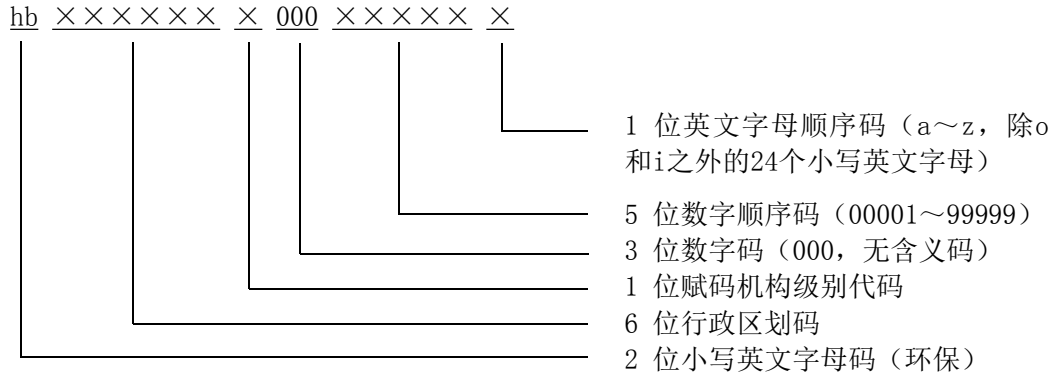 hb ×××××× × 000 ××××× ×
1 位英文字母顺序码（a～z，除o
和i之外的24个小写英文字母）
5 位数字顺序码（00001～99999）
3 位数字码（000，无含义码）
1 位赋码机构级别代码
6 位行政区划码
2 位小写英文字母码（环保）